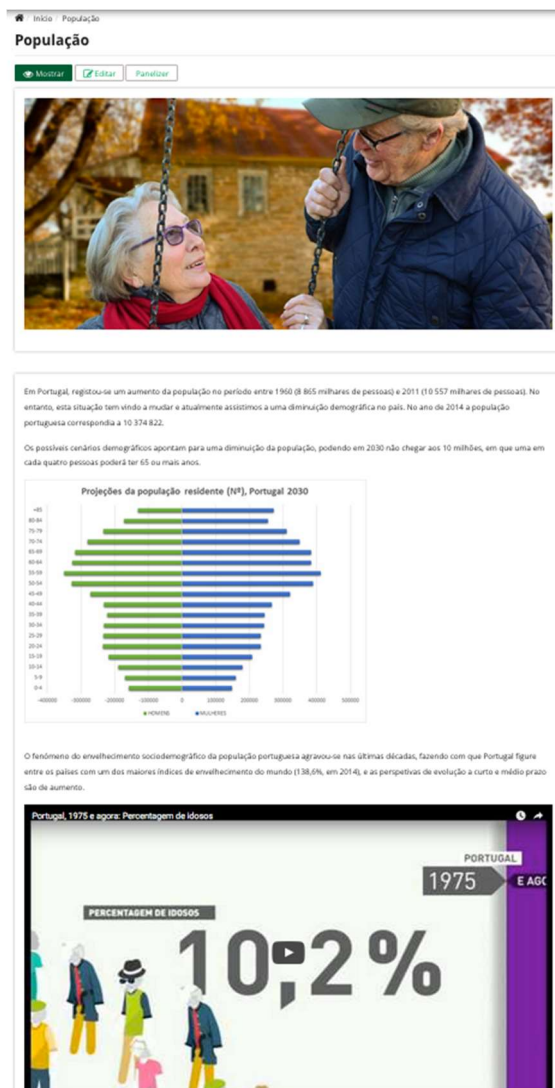 Início / População
População
Mostrar Editar Panelizer
Em Portugal, registou-se um aumento da população no período entre 1960 (8 865 milhares de pessoas) e 2011 (10 557 milhares de pessoas). No
entanto, esta situação tem vindo a mudar e atualmente assistimos a uma diminuição demográfica no país. No ano de 2014 a população
portuguesa correspondia a 10 374 822.
Os possíveis cenários demográficos apontam para uma diminuição da população, podendo em 2030 não chegar aos 10 milhões, em que uma em
cada quatro pessoas poderá ter 65 ou mais anos.
Projeções da população residente (Nº), Portugal 2030
+85
80-84
75-79
70-74
65-69
60-64
55-59
50-54
45-49
40-44
35-39
30-34
25-29
20-24
15-19
10-14
5-9
0-4
-400000 -300000 -200000 -100000 0 100000 200000 300000 400000 500000
HOMENS MULHERES
O fenómeno do envelhecimento sociodemográfico da população portuguesa agravou-se nas últimas décadas, fazendo com que Portugal figure
entre os países com um dos maiores índices de envelhecimento do mundo (138,6%, em 2014), e as perspetivas de evolução a curto e médio prazo
são de aumento.
Portugal, 1975 e agora: Percentagem de idosos
PORTUGAL
1975 E AGO
PERCENTAGEM DE IDOSOS
10,2%